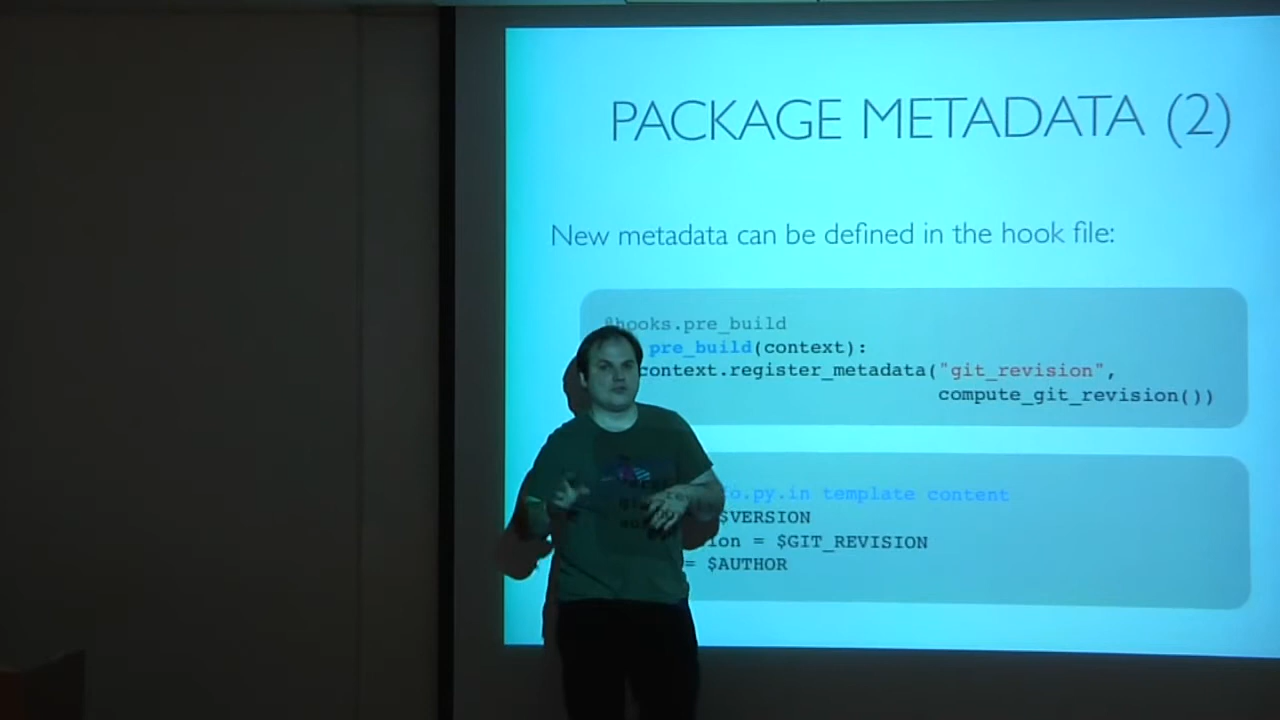 PACKAGE METADATA (2)
New metadata can be defined in the hook file:
@hooks.pre_build
pre_build(context):
context.register_metadata("git_revision",
compute_git_revision())
o.py.in template content
$VERSION
ion = $GIT_REVISION
= $AUTHOR